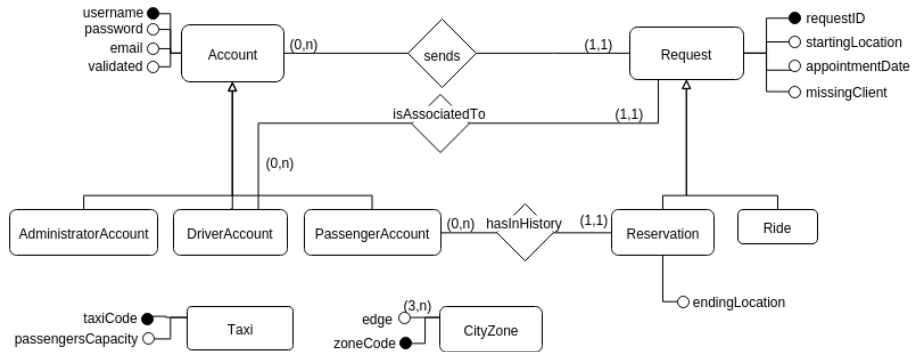 username
password
email
validated
Account
(0,n)
sends
(1,1)
Request
requestID
startingLocation
appointmentDate
missingClient
isAssociatedTo
(1,1)
(0,n)
AdministratorAccount
DriverAccount
PassengerAccount
(0,n)
hasInHistory
(1,1)
Reservation
Ride
endingLocation
taxiCode
passengersCapacity
Taxi
(3,n)
edge
zoneCode
CityZone